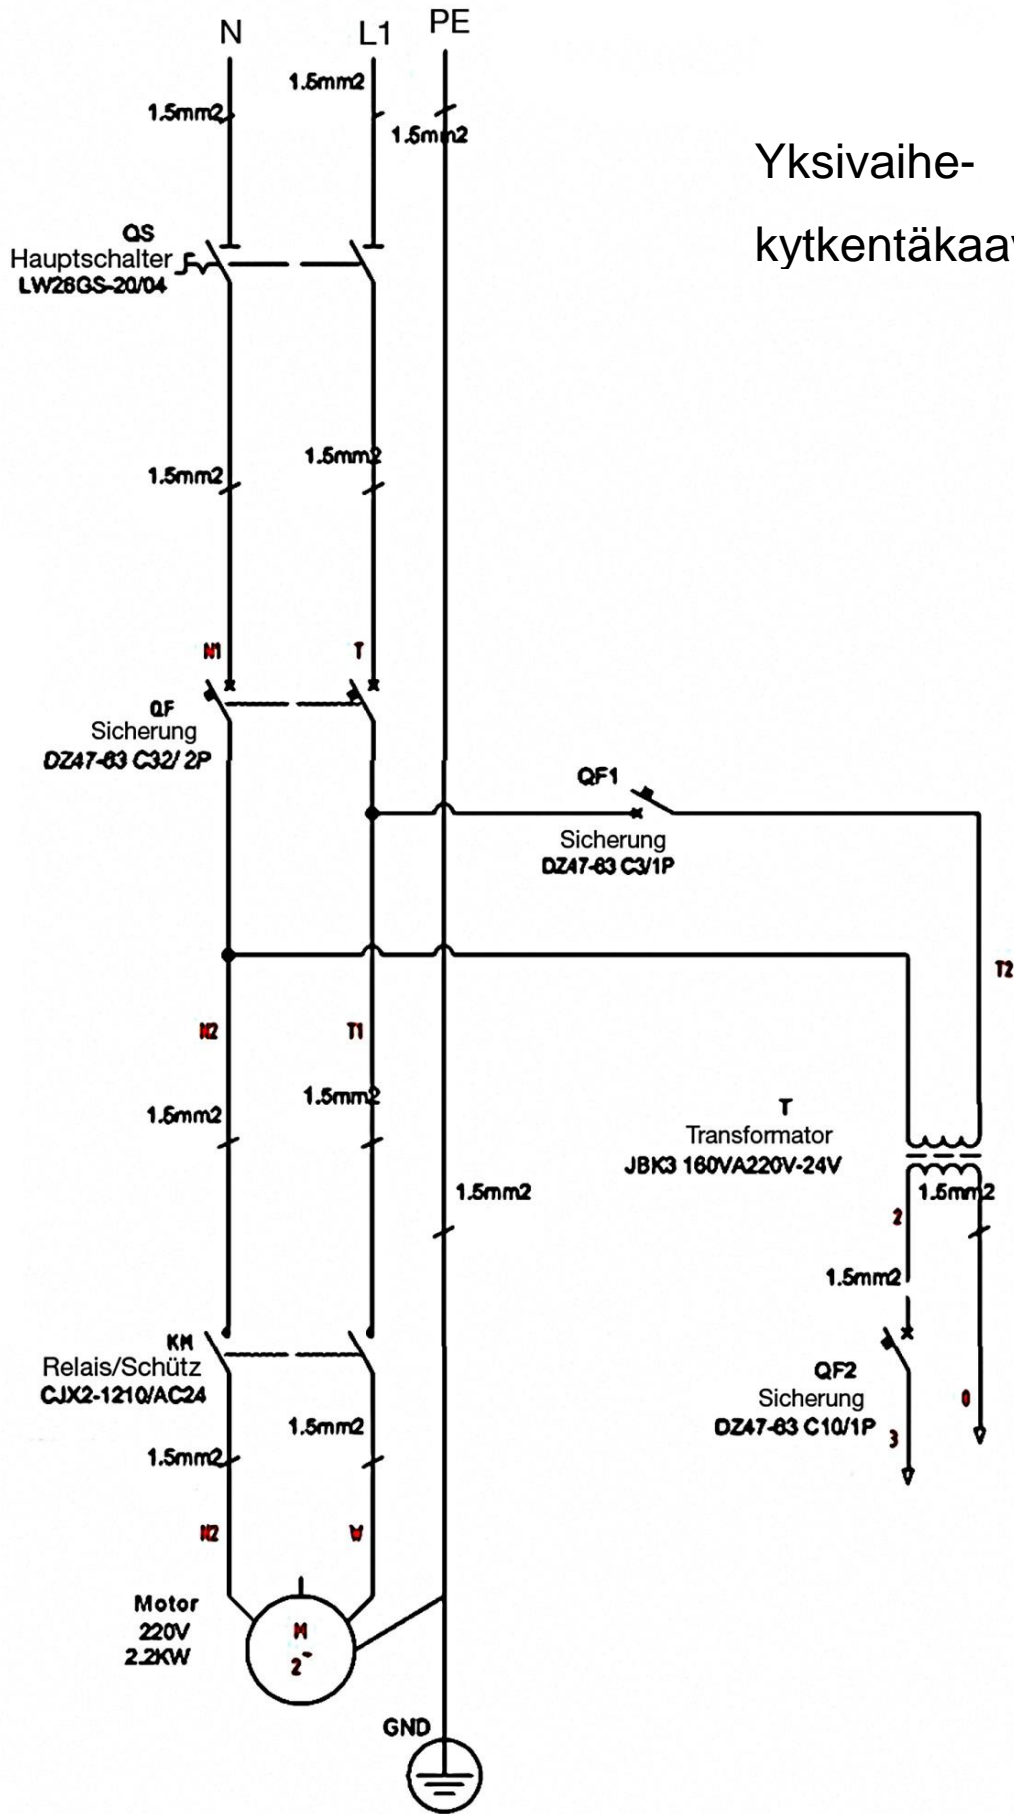 N
L1
PE
1.5mm2
1.5mm2
1.5mm2
Yksivaihe-
kytkentäkaav
QS
Hauptschalter
LW26GS-20/04
1.5mm2
1.5mm2
N1
T
QF
Sicherung
DZ47-63 C32/ 2P
QF1
Sicherung
DZ47-63 C3/1P
T2
N2
T1
1.5mm2
1.5mm2
T
Transformator
JBK3 160VA220V-24V
1.5mm2
1.5mm2
2
1.5mm2
KM
Relais/Schütz
CJX2-1210/AC24
QF2
Sicherung
DZ47-63 C10/1P
0
3
1.5mm2
1.5mm2
N2
W
Motor
220V
2.2KW
M
2~
GND